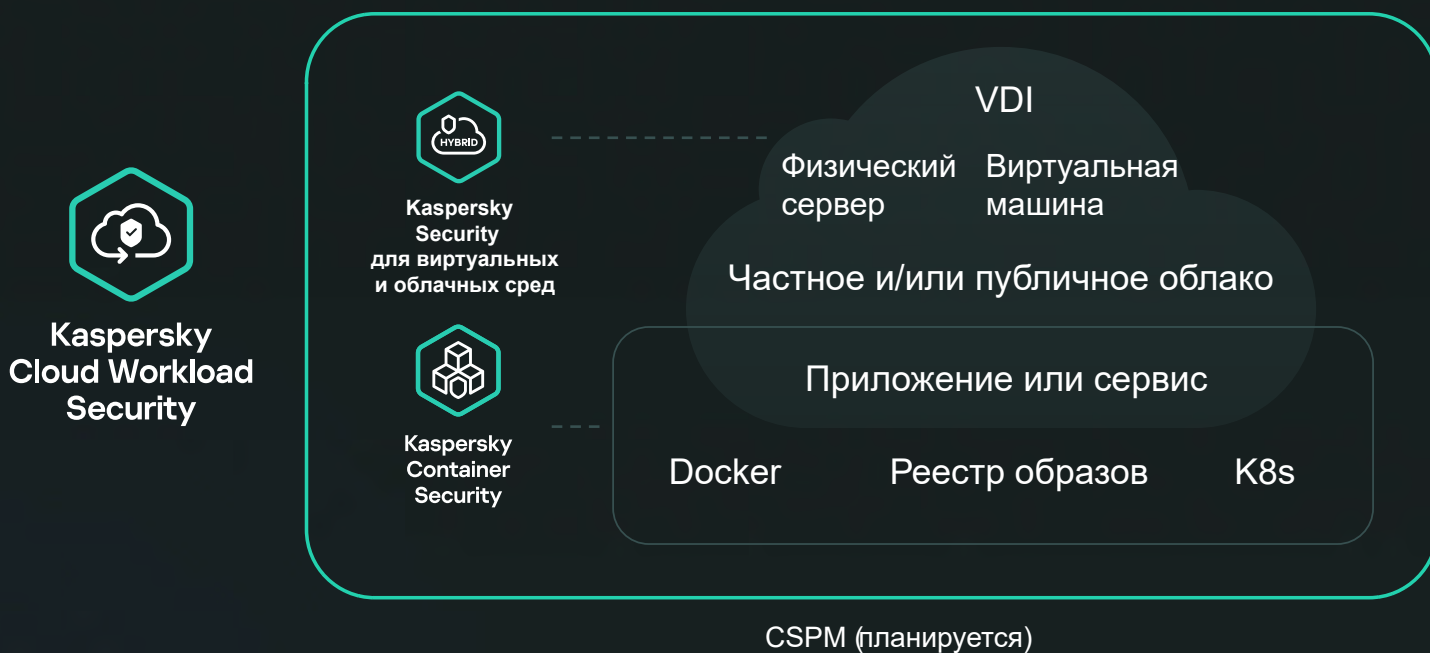 Kaspersky
Cloud Workload
Security
HYBRID
Kaspersky
Security
для виртуальных
и облачных сред
Kaspersky
Container
Security
VDI
Физический
сервер
Виртуальная
машина
Частное и/или публичное облако
Приложение или сервис
Docker
Реестр образов
K8s
CSPM (планируется)